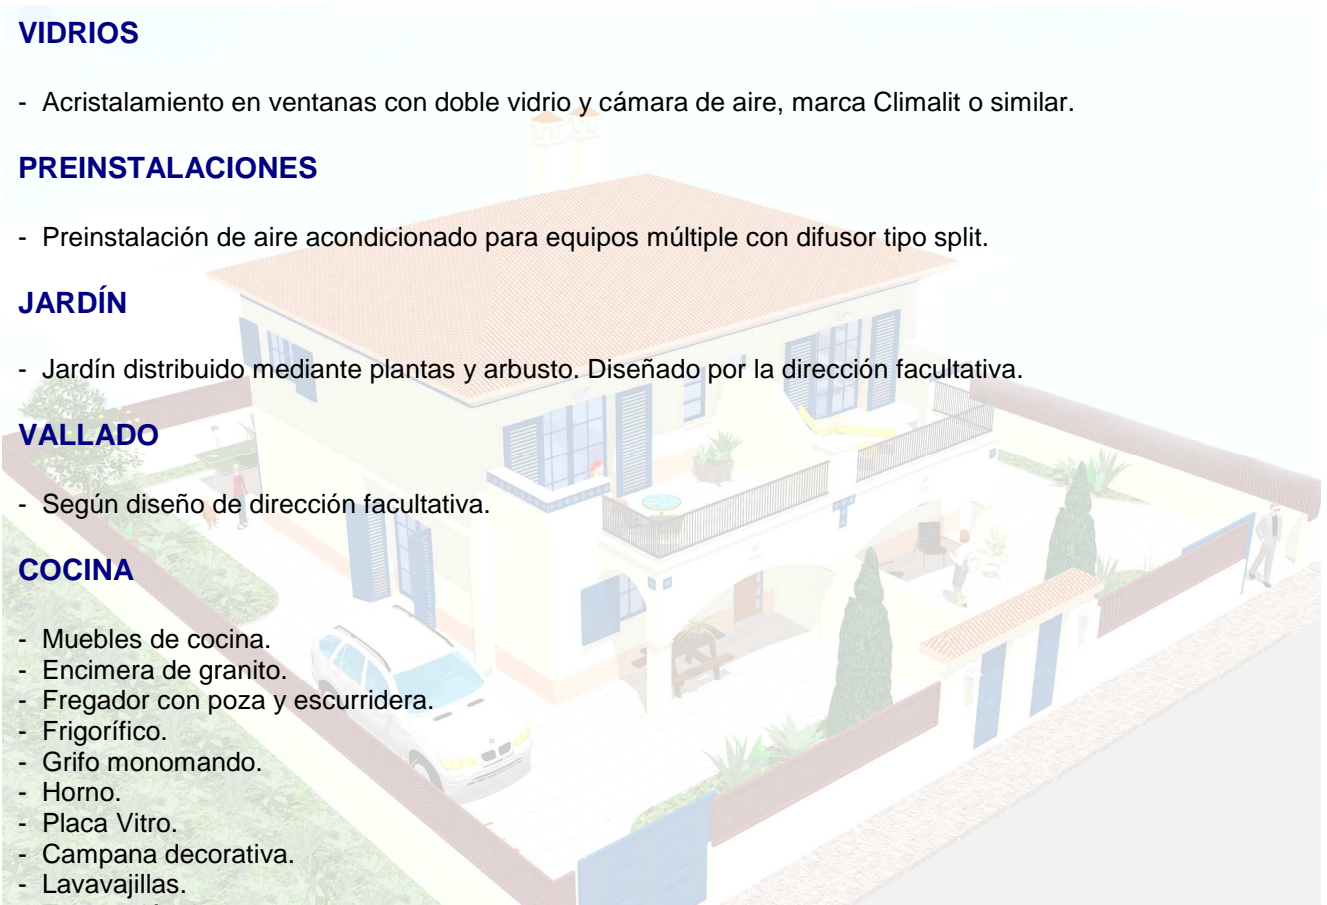 VIDRIOS
- Acristalamiento en ventanas con doble vidrio y cámara de aire, marca Climalit o similar.
PREINSTALACIONES
- Preinstalación de aire acondicionado para equipos múltiple con difusor tipo split.
JARDÍN
- Jardín distribuido mediante plantas y arbusto. Diseñado por la dirección facultativa.
VALLADO
- Según diseño de dirección facultativa.
COCINA
- Muebles de cocina.
- Encimera de granito.
- Fregador con poza y escurridera.
- Frigorífico.
- Grifo monomando.
- Horno.
- Placa Vitro.
- Campana decorativa.
- Lavavajillas.